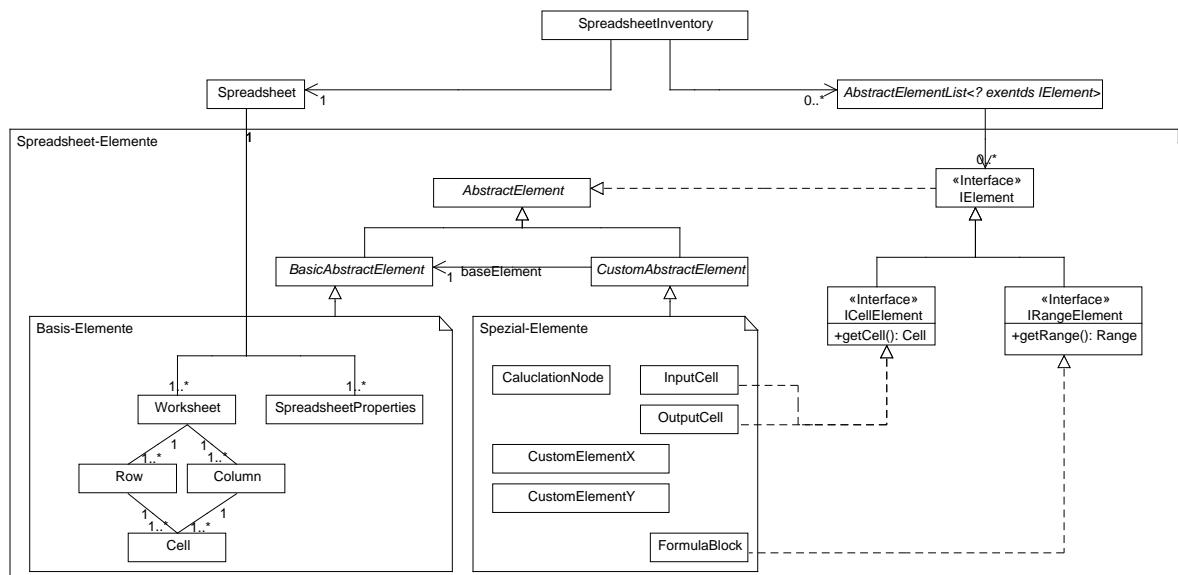 SpreadsheetInventory
Spreadsheet
1
0..*
AbstractElementList<? exentds IElement>
1
Spreadsheet-Elemente
0..*
«Interface»
IElement
AbstractElement
BasicAbstractElement
1
baseElement
CustomAbstractElement
«Interface»
ICellElement
+getCell(): Cell
«Interface»
IRangeElement
+getRange(): Range
Basis-Elemente
Spezial-Elemente
1..*
1..*
Worksheet
SpreadsheetProperties
CaluclationNode
InputCell
OutputCell
1
1
1..*
1..*
Row
Column
CustomElementX
CustomElementY
1
1
1..*
1..*
Cell
FormulaBlock